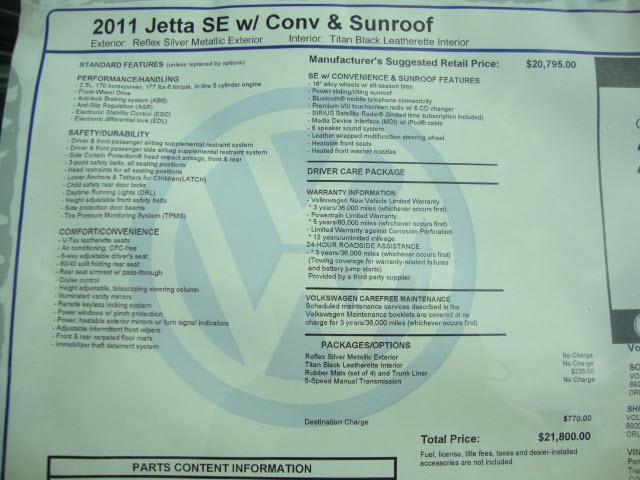 2011 Jetta SE w/ Conv & Sunroof
Exterior: Reflex Silver Metallic Exterior Interior: Titan Black Leatherette Interior
STANDARD FEATURES (unless replaced by options)
PERFORMANCE/HANDLING
- 2.5L, 170 horsepower, 177 lbs-ft torque, in-line 5 cylinder engine
- Front-Wheel Drive
- Anti-lock Braking system (ABS)
- Anti-Slip Regulation (ASR)
- Electronic Stability Control (ESC)
- Electronic differential lock (EDL)
SAFETY/DURABILITY
- Driver & front passenger airbag supplemental restraint system
- Driver & front passenger side airbag supplemental restraint system
- Side Curtain Protection® head impact airbags, front & rear
- 3-point safety belts, all seating positions
- Head restraints for all seating positions
- Lower Anchors & Tethers for CHildren(LATCH)
- Child safety rear door locks
- Daytime Running Lights (DRL)
- Height adjustable front safety belts
- Side protection door beams
- Tire Pressure Monitoring System (TPMS)
COMFORT/CONVENIENCE
- V-Tex leatherette seats
- Air conditioning, CFC-free
- 6-way adjustable driver's seat
- 60/40 split folding rear seat
- Rear seat armrest w/ pass-through
- Cruise control
- Height adjustable, telescoping steering column
- Illuminated vanity mirrors
- Remote keyless locking system
- Power windows w/ pinch protection
- Power, heatable exterior mirrors w/ turn signal indicators
- Adjustable intermittent front wipers
- Front & rear carpeted floor mats
- Immobilizer theft deterrent system
Manufacturer's Suggested Retail Price: $20,795.00
SE w/ CONVENIENCE & SUNROOF FEATURES
- 16" alloy wheels w/ all-season tires
- Power sliding/tilting sunroof
- Bluetooth® mobile telephone connectivity
- Premium VIII touchscreen radio w/ 6 CD changer
- SIRIUS Satellite Radio® (limited time subscription included)
- Media Device Interface (MDI) w/ iPod® cable
- 6 speaker sound system
- Leather wrapped multifunction steering wheel
- Heatable front seats
- Heated front washer nozzles
DRIVER CARE PACKAGE
WARRANTY INFORMATION
- Volkswagen New Vehicle Limited Warranty
* 3 years/36,000 miles (whichever occurs first)
- Powertrain Limited Warranty
* 5 years/60,000 miles (whichever occurs first)
- Limited Warranty against Corrosion Perforation
* 12 years/unlimited mileage
24-HOUR ROADSIDE ASSISTANCE
* 3 years/36,000 miles (whichever occurs first)
(Towing coverage for warranty-related failures
and battery jump starts)
Provided by a third party supplier
VOLKSWAGEN CAREFREE MAINTENANCE
Scheduled maintenance services described in the
Volkswagen Maintenance booklets are covered at no
charge for 3 years/36,000 miles (whichever occurs first)
PACKAGES/OPTIONS
Reflex Silver Metallic Exterior No Charge
Titan Black Leatherette Interior No Charge
Rubber Mats (set of 4) and Trunk Liner $235.00
5-Speed Manual Transmission No Charge
Destination Charge $770.00
Total Price: $21,800.00
Fuel, license, title fees, taxes and dealer-installed
accessories are not included.
PARTS CONTENT INFORMATION